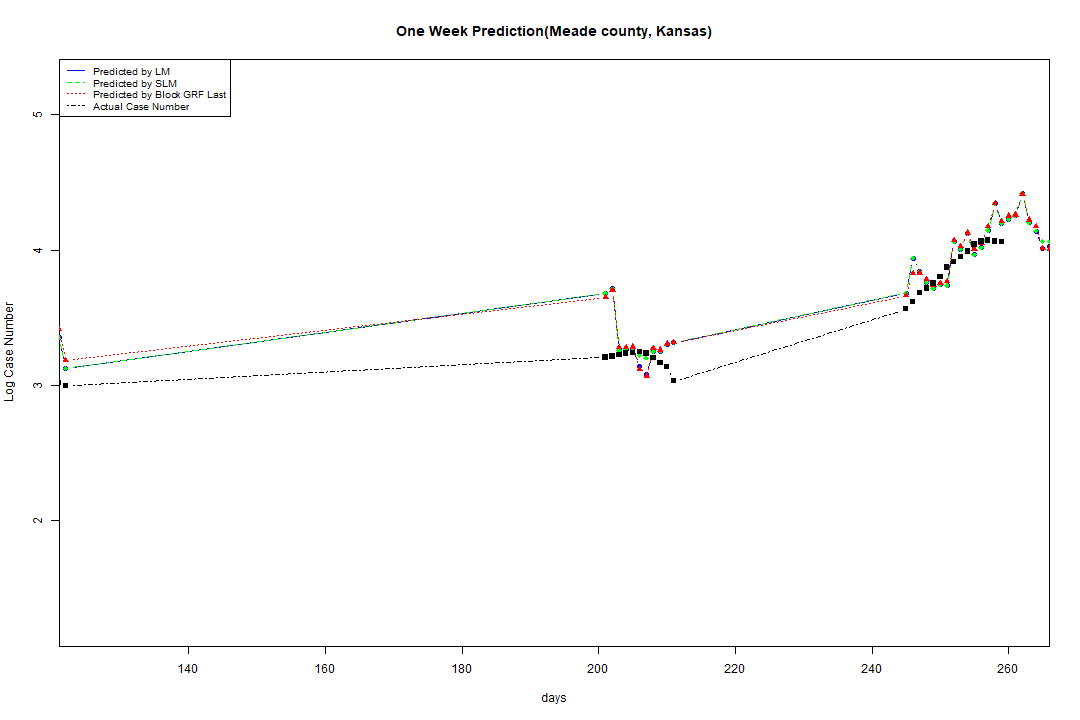 One Week Prediction(Meade county, Kansas)
Predicted by LM
Predicted by SLM
Predicted by Block GRF Last
Actual Case Number
5
4
3
2
Log Case Number
140 160 180 200 220 240 260
days